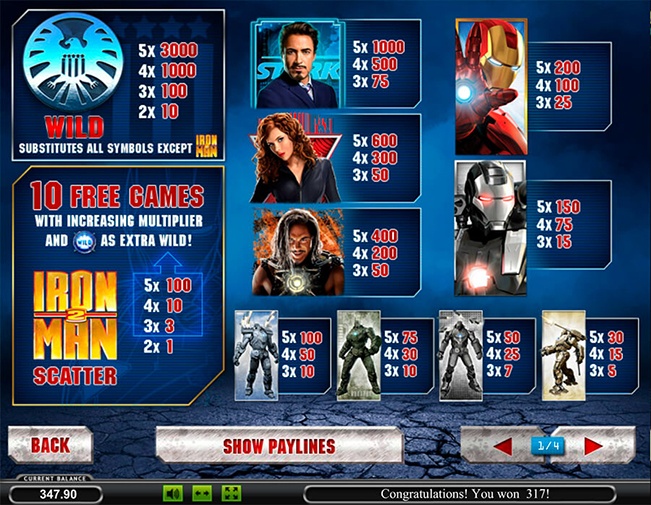 5x 3000
4x 1000
3x 100
2x 10
WILD
SUBSTITUTES ALL SYMBOLS EXCEPT IRON MAN
10 FREE GAMES
WITH INCREASING MULTIPLIER
AND WILD AS EXTRA WILD!
IRON
2
MAN
SCATTER
5x 100
4x 10
3x 3
2x 1
STARK
5x 1000
4x 500
3x 75
5x 600
4x 300
3x 50
5x 400
4x 200
3x 50
5x 200
4x 100
3x 25
5x 150
4x 75
3x 15
5x 100
4x 50
3x 10
5x 75
4x 30
3x 10
5x 50
4x 25
3x 7
5x 30
4x 15
3x 5
BACK
SHOW PAYLINES
1/4
CURRENT BALANCE
347.90
Congratulations! You won 317!